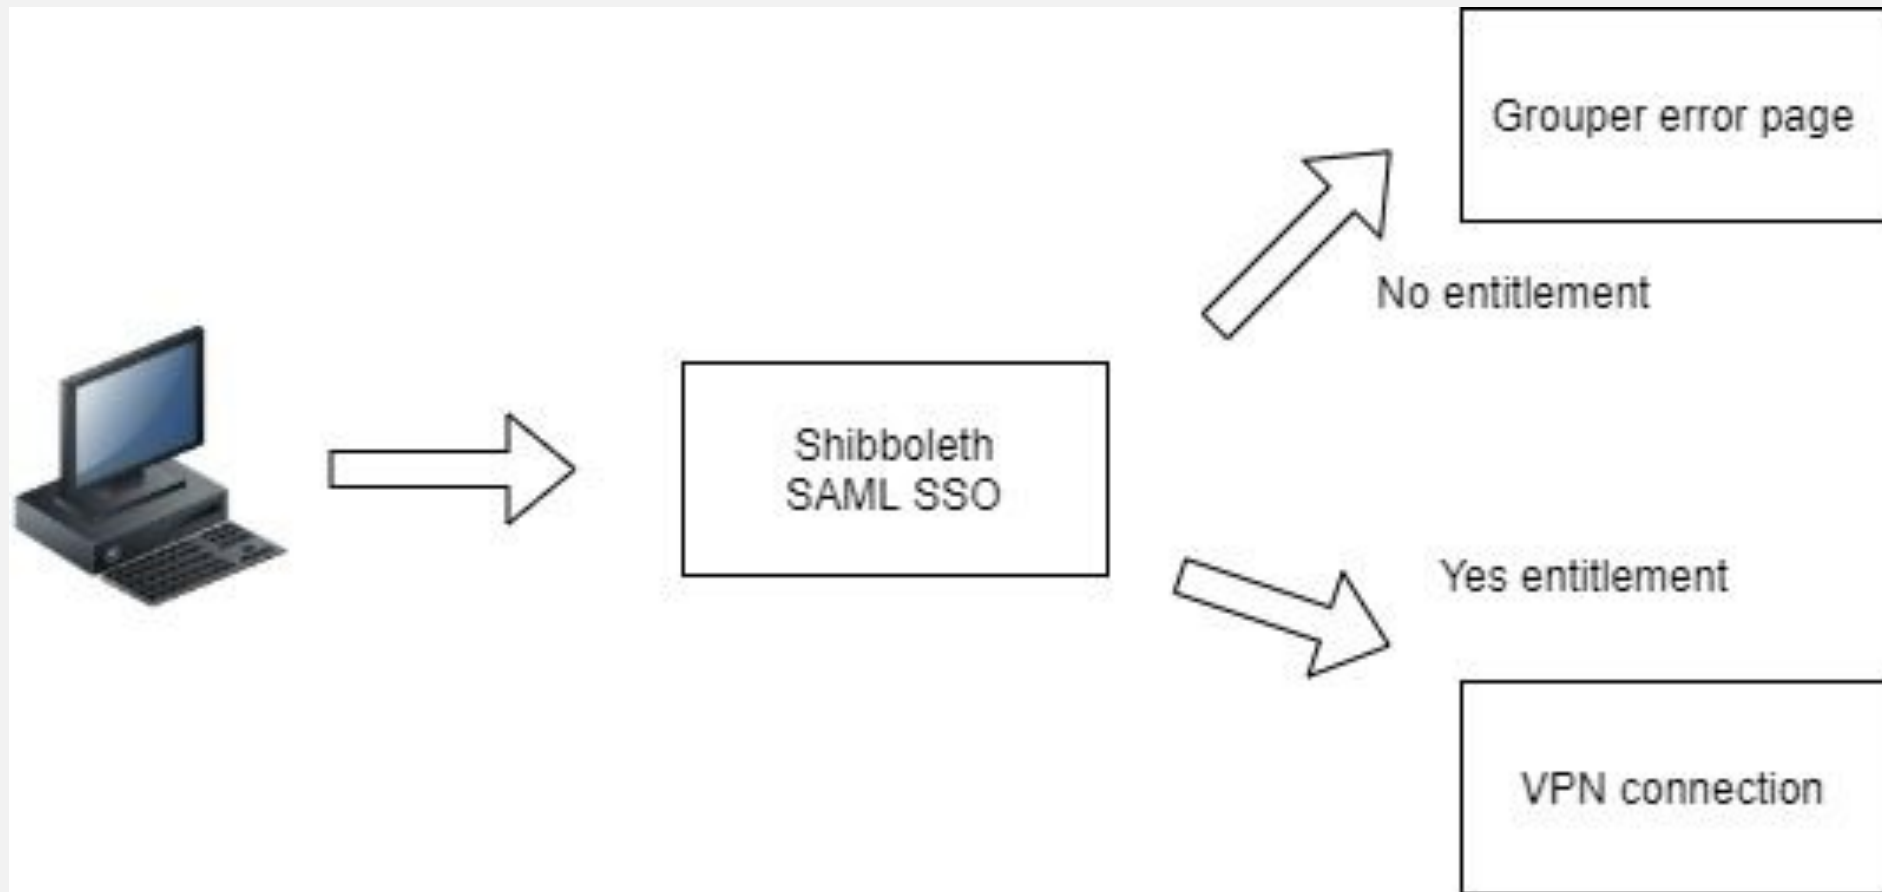 Grouper error page
No entitlement
Shibboleth
SAML SSO
Yes entitlement
VPN connection